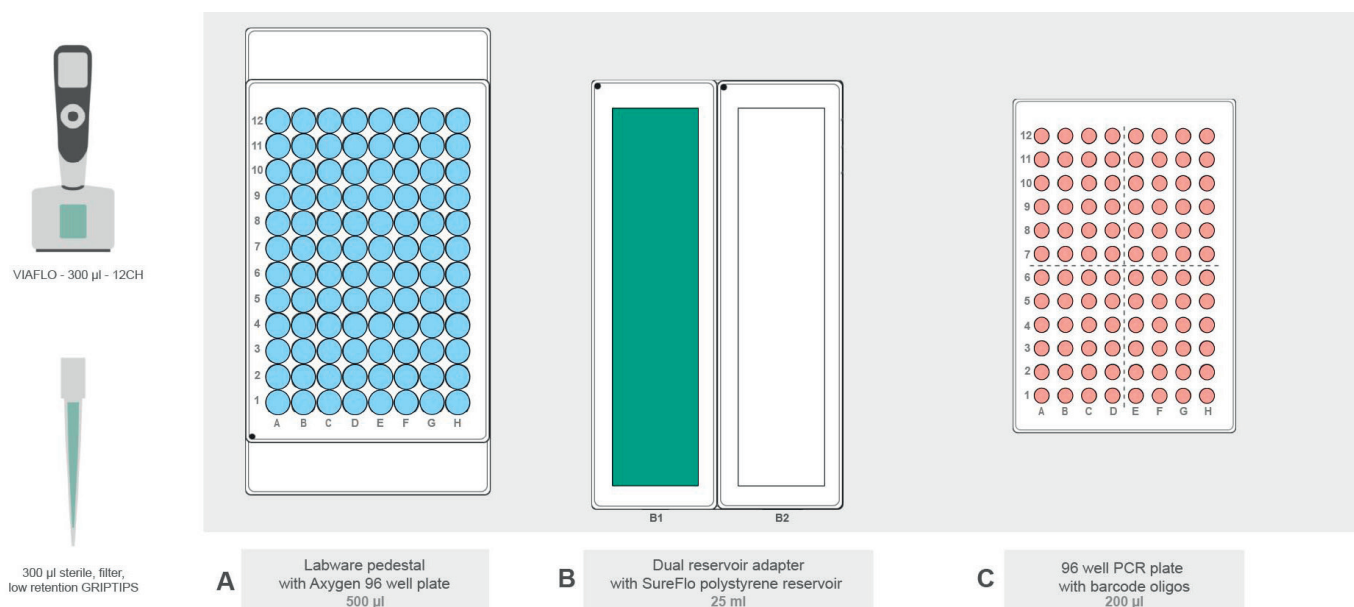 12
11
10
9
8
7
6
5
4
3
2
1
A B C D E F G H
B1 B2
12
11
10
9
8
7
6
5
4
3
2
1
A B C D E F G H
VIAFLO - 300 µl - 12CH
300 µl sterile, filter,
low retention GRIPTIPS
A
Labware pedestal
with Axygen 96 well plate
500 µl
B
Dual reservoir adapter
with SureFlo polystyrene reservoir
25 ml
C
96 well PCR plate
with barcode oligos
200 µl